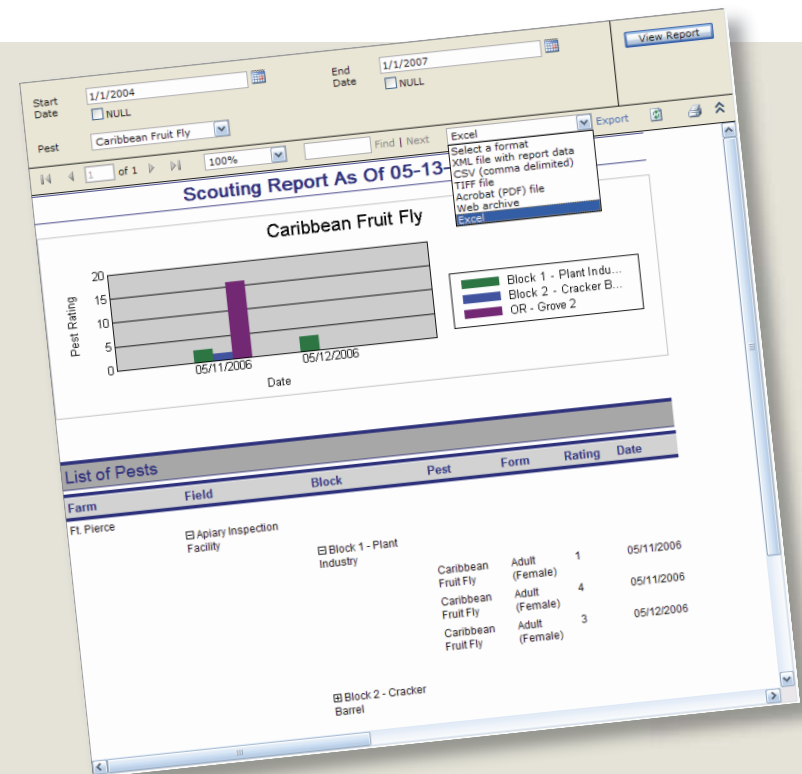 Start Date
1/1/2004
NULL
End Date
1/1/2007
NULL
View Report
Pest
Caribbean Fruit Fly
1 of 1
100%
Find | Next
Excel
Export
Select a format
XML file with report data
CSV (comma delimited)
TIFF file
Acrobat (PDF) file
Web archive
Excel
Scouting Report As Of 05-13-
Caribbean Fruit Fly
Pest Rating
20
15
10
5
0
05/11/2006
05/12/2006
Date
Block 1 - Plant Indu...
Block 2 - Cracker B...
OR - Grove 2
List of Pests
Farm Field Block Pest Form Rating Date
Ft. Pierce
Apiary Inspection
Facility
Block 1 - Plant
Industry
Caribbean Adult 1 05/11/2006
Fruit Fly (Female)
Caribbean Adult 4 05/11/2006
Fruit Fly (Female)
Caribbean Adult 3 05/12/2006
Fruit Fly (Female)
Block 2 - Cracker
Barrel